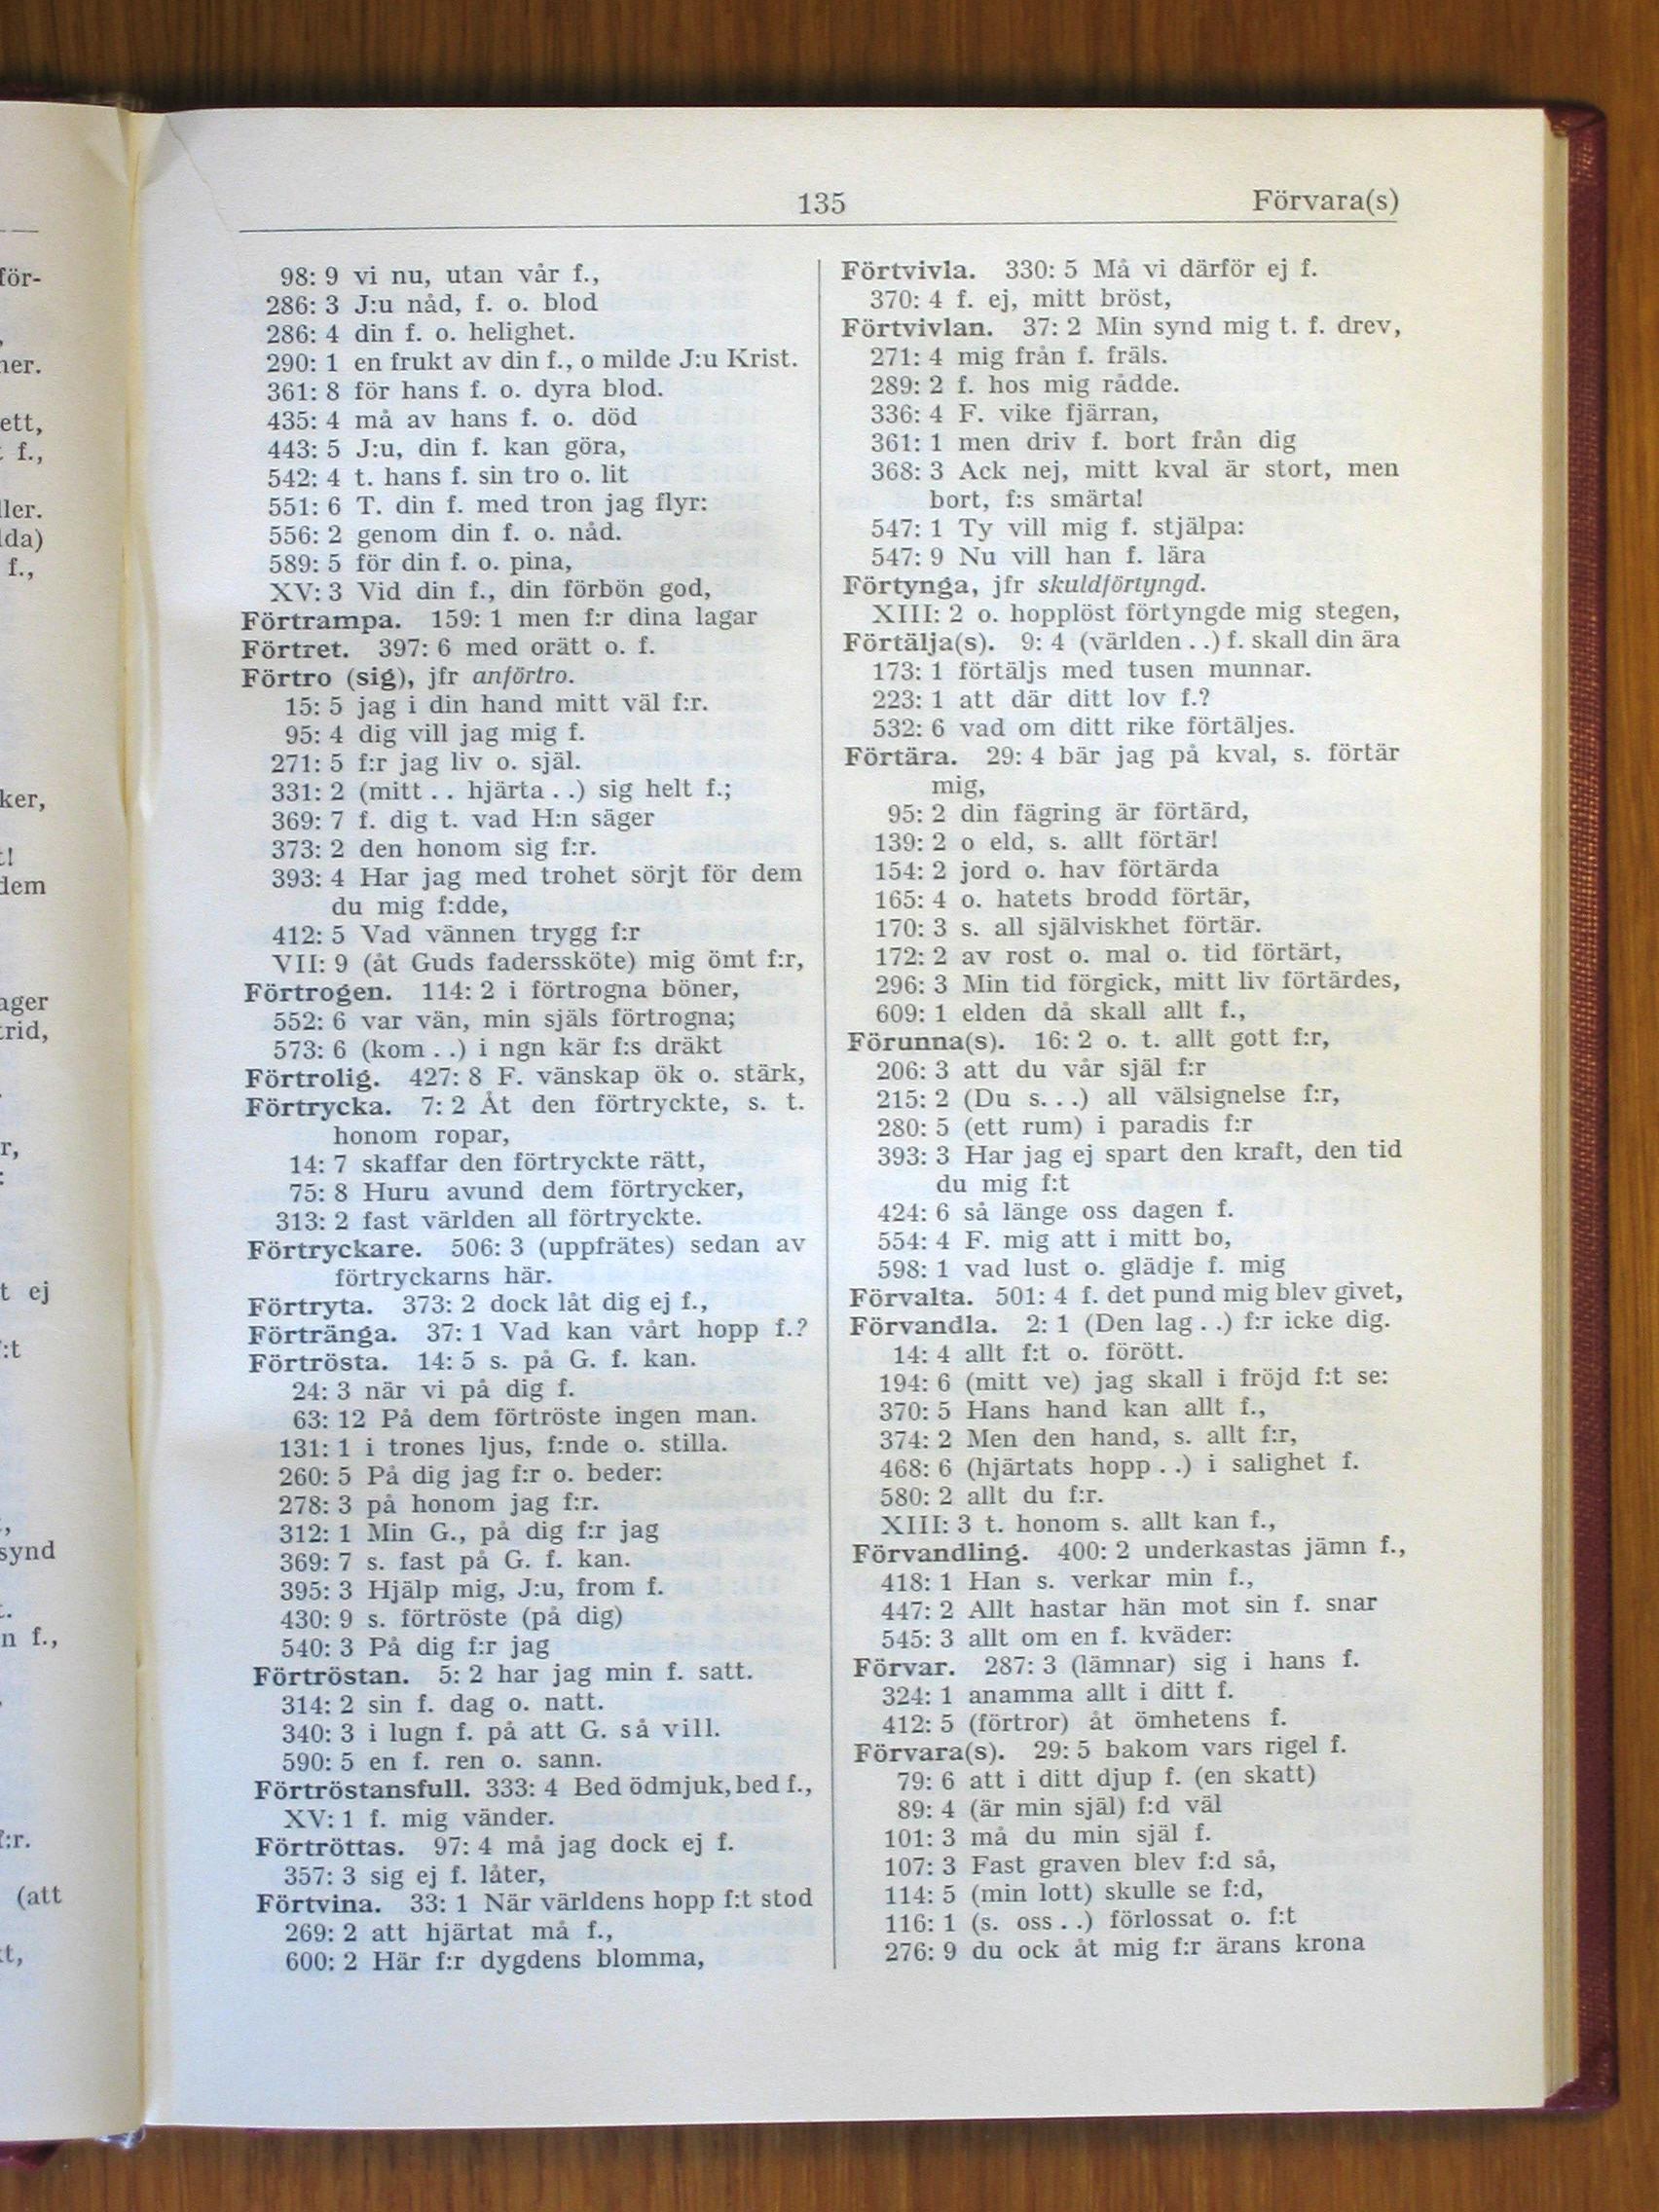 för-
her.
ett,
f.,
ller.
lda)
f.,
ker,
t!
dem
ager
rid,
r,
t ej
:t
synd
n f.,
f:r.
(att
135
Förvara(s)
98: 9 vi nu, utan vår f.,
286: 3 J:u nåd, f. o. blod
286: 4 din f. o. helighet.
290: 1 en frukt av din f., o milde J:u Krist.
361: 8 för hans f. o. dyra blod.
435: 4 må av hans f. o. död
443: 5 J:u, din f. kan göra,
542: 4 t. hans f. sin tro o. lit
551: 6 T. din f. med tron jag flyr:
556: 2 genom din f. o. nåd.
589: 5 för din f. o. pina,
XV: 3 Vid din f., din förbön god,
Förtrampa. 159: 1 men f:r dina lagar
Förtret. 397: 6 med orätt o. f.
Förtro (sig), jfr anförtro.
15: 5 jag i din hand mitt väl f:r.
95: 4 dig vill jag mig f.
271: 5 f:r jag liv o. själ.
331: 2 (mitt . . hjärta . .) sig helt f.;
369: 7 f. dig t. vad H:n säger
373: 2 den honom sig f:r.
393: 4 Har jag med trohet sörjt för dem
du mig f:dde,
412: 5 Vad vännen trygg f:r
VII: 9 (åt Guds faderssköte) mig ömt f:r,
Förtrogen. 114: 2 i förtrogna böner,
552: 6 var vän, min själs förtrogna;
573: 6 (kom . .) i ngn kär f:s dräkt
Förtrolig. 427: 8 F. vänskap ök o. stärk,
Förtrycka. 7: 2 Åt den förtryckte, s. t.
honom ropar,
14: 7 skaffar den förtryckte rätt,
75: 8 Huru avund dem förtrycker,
313: 2 fast världen all förtryckte.
Förtryckare. 506: 3 (uppfrätes) sedan av
förtryckarns här.
Förtryta. 373: 2 dock låt dig ej f.,
Förtränga. 37: 1 Vad kan vårt hopp f.?
Förtrösta. 14: 5 s. på G. f. kan.
24: 3 när vi på dig f.
63: 12 På dem förtröste ingen man.
131: 1 i trones ljus, f:nde o. stilla.
260: 5 På dig jag f:r o. beder:
278: 3 på honom jag f:r.
312: 1 Min G., på dig f:r jag
369: 7 s. fast på G. f. kan.
395: 3 Hjälp mig, J:u, from f.
430: 9 s. förtröste (på dig)
540: 3 På dig f:r jag
Förtröstan. 5: 2 har jag min f. satt.
314: 2 sin f. dag o. natt.
340: 3 i lugn f. på att G. så vill.
590: 5 en f. ren o. sann.
Förtröstansfull. 333: 4 Bed ödmjuk, bed f.,
XV: 1 f. mig vänder.
Förtröttas. 97: 4 må jag dock ej f.
357: 3 sig ej f. låter,
Förtvina. 33: 1 När världens hopp f:t stod
269: 2 att hjärtat må f.,
600: 2 Här f:r dygdens blomma,
Förtvivla. 330: 5 Må vi därför ej f.
370: 4 f. ej, mitt bröst,
Förtvivlan. 37: 2 Min synd mig t. f. drev,
271: 4 mig från f. fräls.
289: 2 f. hos mig rådde.
336: 4 F. vike fjärran,
361: 1 men driv f. bort från dig
368: 3 Ack nej, mitt kval är stort, men
bort, f:s smärta!
547: 1 Ty vill mig f. stjälpa:
547: 9 Nu vill han f. lära
Förtynga, jfr skuldförtyngd.
XIII: 2 o. hopplöst förtyngde mig stegen,
Förtälja(s). 9: 4 (världen . .) f. skall din ära
173: 1 förtäljs med tusen munnar.
223: 1 att där ditt lov f.?
532: 6 vad om ditt rike förtäljes.
Förtära. 29: 4 bär jag på kval, s. förtär
mig,
95: 2 din fägring är förtärd,
139: 2 o eld, s. allt förtär!
154: 2 jord o. hav förtärda
165: 4 o. hatets brodd förtär,
170: 3 s. all själviskhet förtär.
172: 2 av rost o. mal o. tid förtärt,
296: 3 Min tid förgick, mitt liv förtärdes,
609: 1 elden då skall allt f.,
Förunna(s). 16: 2 o. t. allt gott f:r,
206: 3 att du vår själ f:r
215: 2 (Du s. . .) all välsignelse f:r,
280: 5 (ett rum) i paradis f:r
393: 3 Har jag ej spart den kraft, den tid
du mig f:t
424: 6 så länge oss dagen f.
554: 4 F. mig att i mitt bo,
598: 1 vad lust o. glädje f. mig
Förvalta. 501: 4 f. det pund mig blev givet,
Förvandla. 2: 1 (Den lag . .) f:r icke dig.
14: 4 allt f:t o. förött.
194: 6 (mitt ve) jag skall i fröjd f:t se:
370: 5 Hans hand kan allt f.,
374: 2 Men den hand, s. allt f:r,
468: 6 (hjärtats hopp . .) i salighet f.
580: 2 allt du f:r.
XIII: 3 t. honom s. allt kan f.,
Förvandling. 400: 2 underkastas jämn f.,
418: 1 Han s. verkar min f.,
447: 2 Allt hastar hän mot sin f. snar
545: 3 allt om en f. kväder:
Förvar. 287: 3 (lämnar) sig i hans f.
324: 1 anamma allt i ditt f.
412: 5 (förtror) åt ömhetens f.
Förvara(s). 29: 5 bakom vars rigel f.
79: 6 att i ditt djup f. (en skatt)
89: 4 (är min själ) f:d väl
101: 3 må du min själ f.
107: 3 Fast graven blev f:d så,
114: 5 (min lott) skulle se f:d,
116: 1 (s. oss . .) förlossat o. f:t
276: 9 du ock åt mig f:r ärans krona